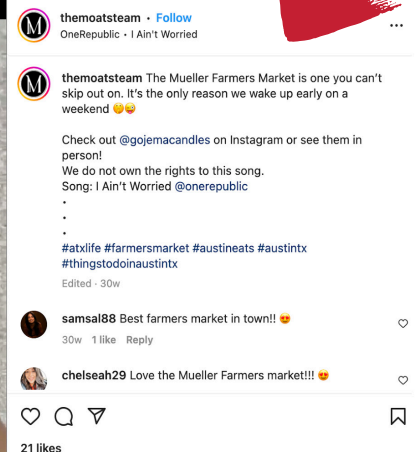 M themoatsteam • Follow
OneRepublic • I Ain't Worried
M themoatsteam The Mueller Farmers Market is one you can't
skip out on. It's the only reason we wake up early on a
weekend 🤭😜
Check out @gojemacandles on Instagram or see them in
person!
We do not own the rights to this song.
Song: I Ain't Worried @onerepublic
•
•
•
#atxlife #farmersmarket #austineats #austintx
#thingstodoinaustintx
Edited · 30w
samsal88 Best farmers market in town!! 😍
30w 1 like Reply
chelseah29 Love the Mueller Farmers market!!! 😍
21 likes